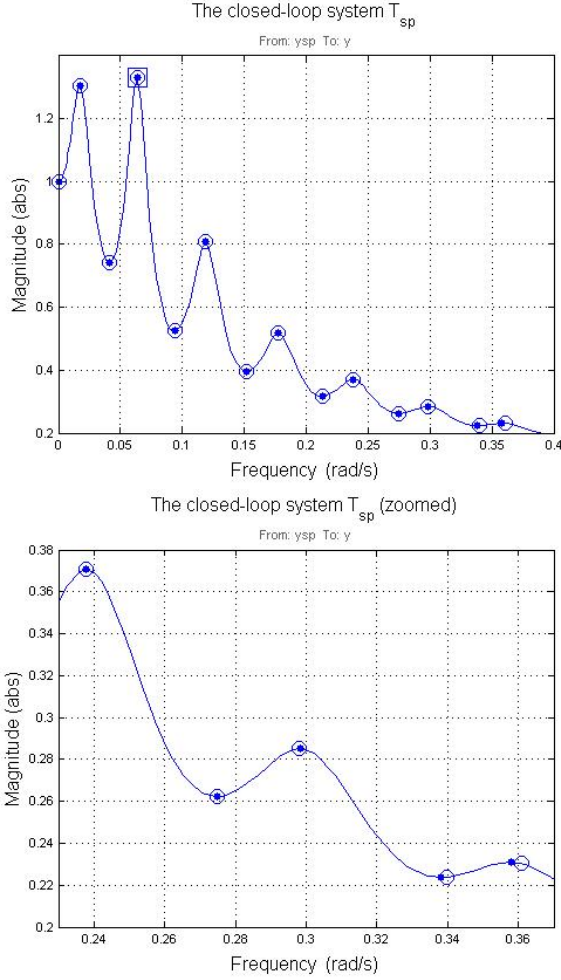 The closed-loop system T_sp
From: ysp To: y
Magnitude (abs)
1.2
1
0.8
0.6
0.4
0.2
0 0.05 0.1 0.15 0.2 0.25 0.3 0.35 0.4
Frequency (rad/s)
The closed-loop system T_sp (zoomed)
From: ysp To: y
Magnitude (abs)
0.38
0.36
0.34
0.32
0.3
0.28
0.26
0.24
0.22
0.2
0.24 0.26 0.28 0.3 0.32 0.34 0.36
Frequency (rad/s)